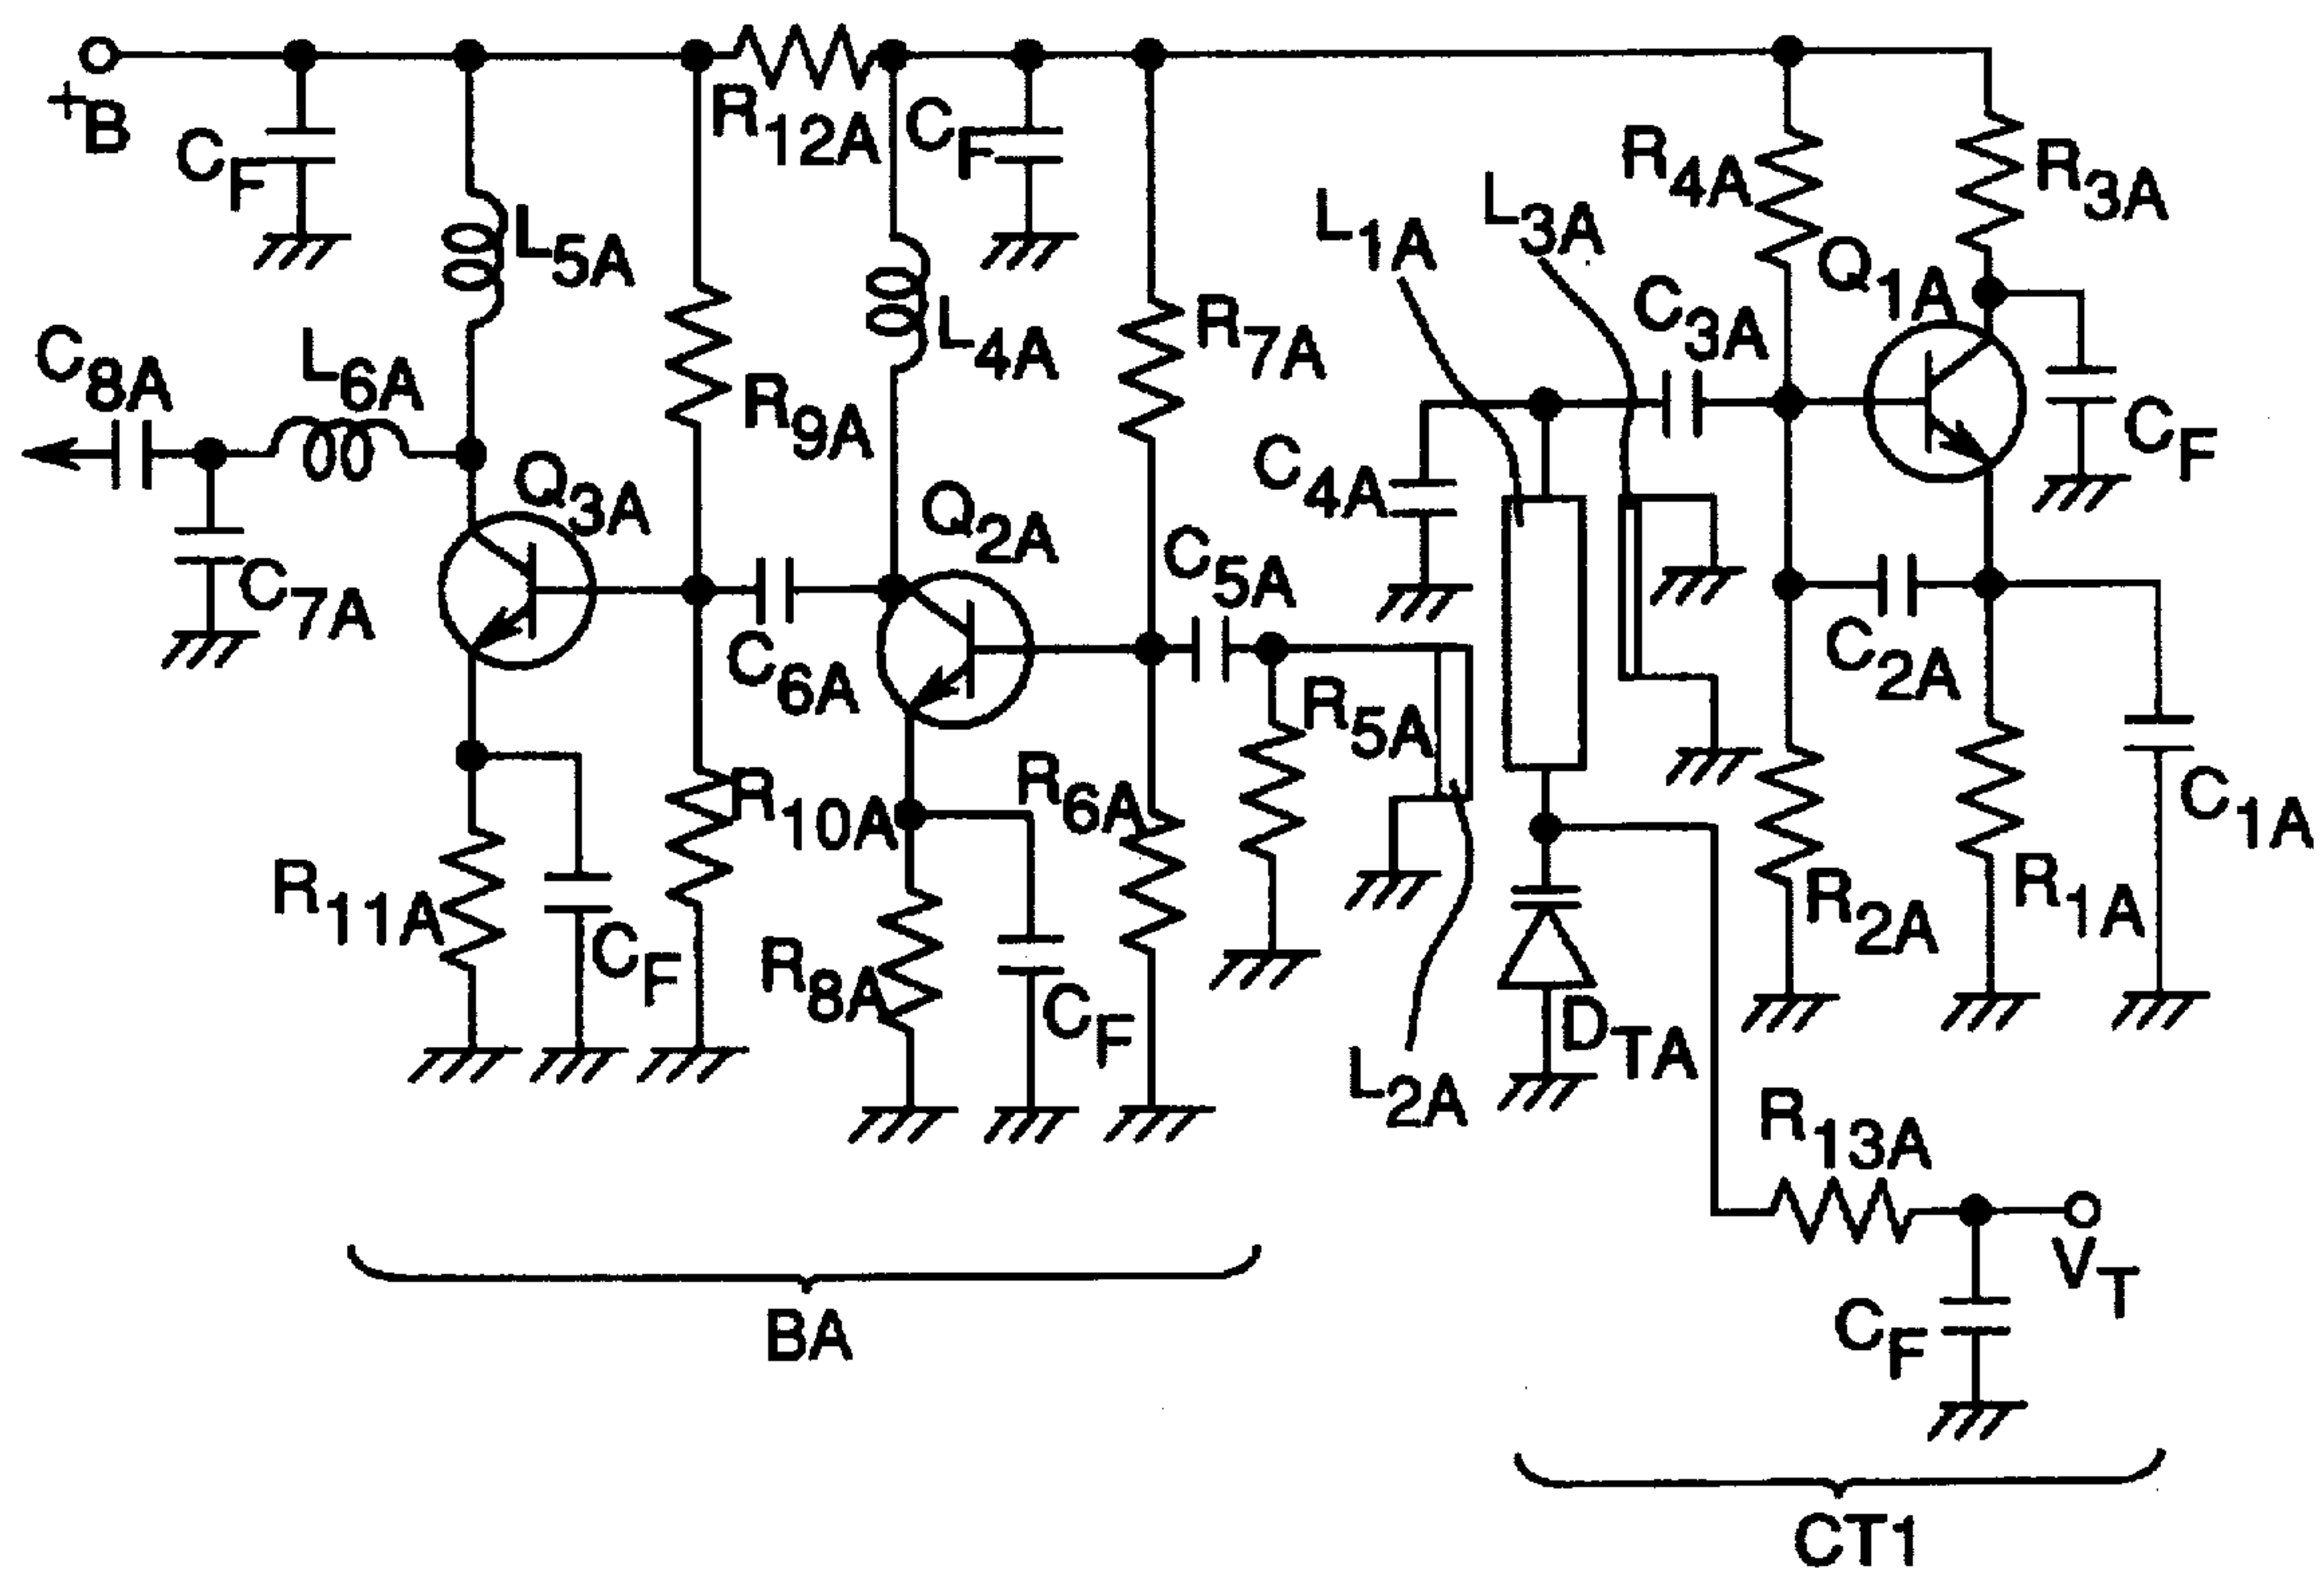 +B
CF
R12A
CF
L5A
L4A
R7A
L1A
L3A
R4A
R3A
Q1A
C3A
CF
C8A
L6A
R9A
C4A
Q3A
Q2A
C5A
C7A
C6A
C2A
R5A
R10A
R6A
C1A
R11A
CF
R8A
CF
R2A
R1A
DTA
L2A
R13A
VT
CF
BA
CT1